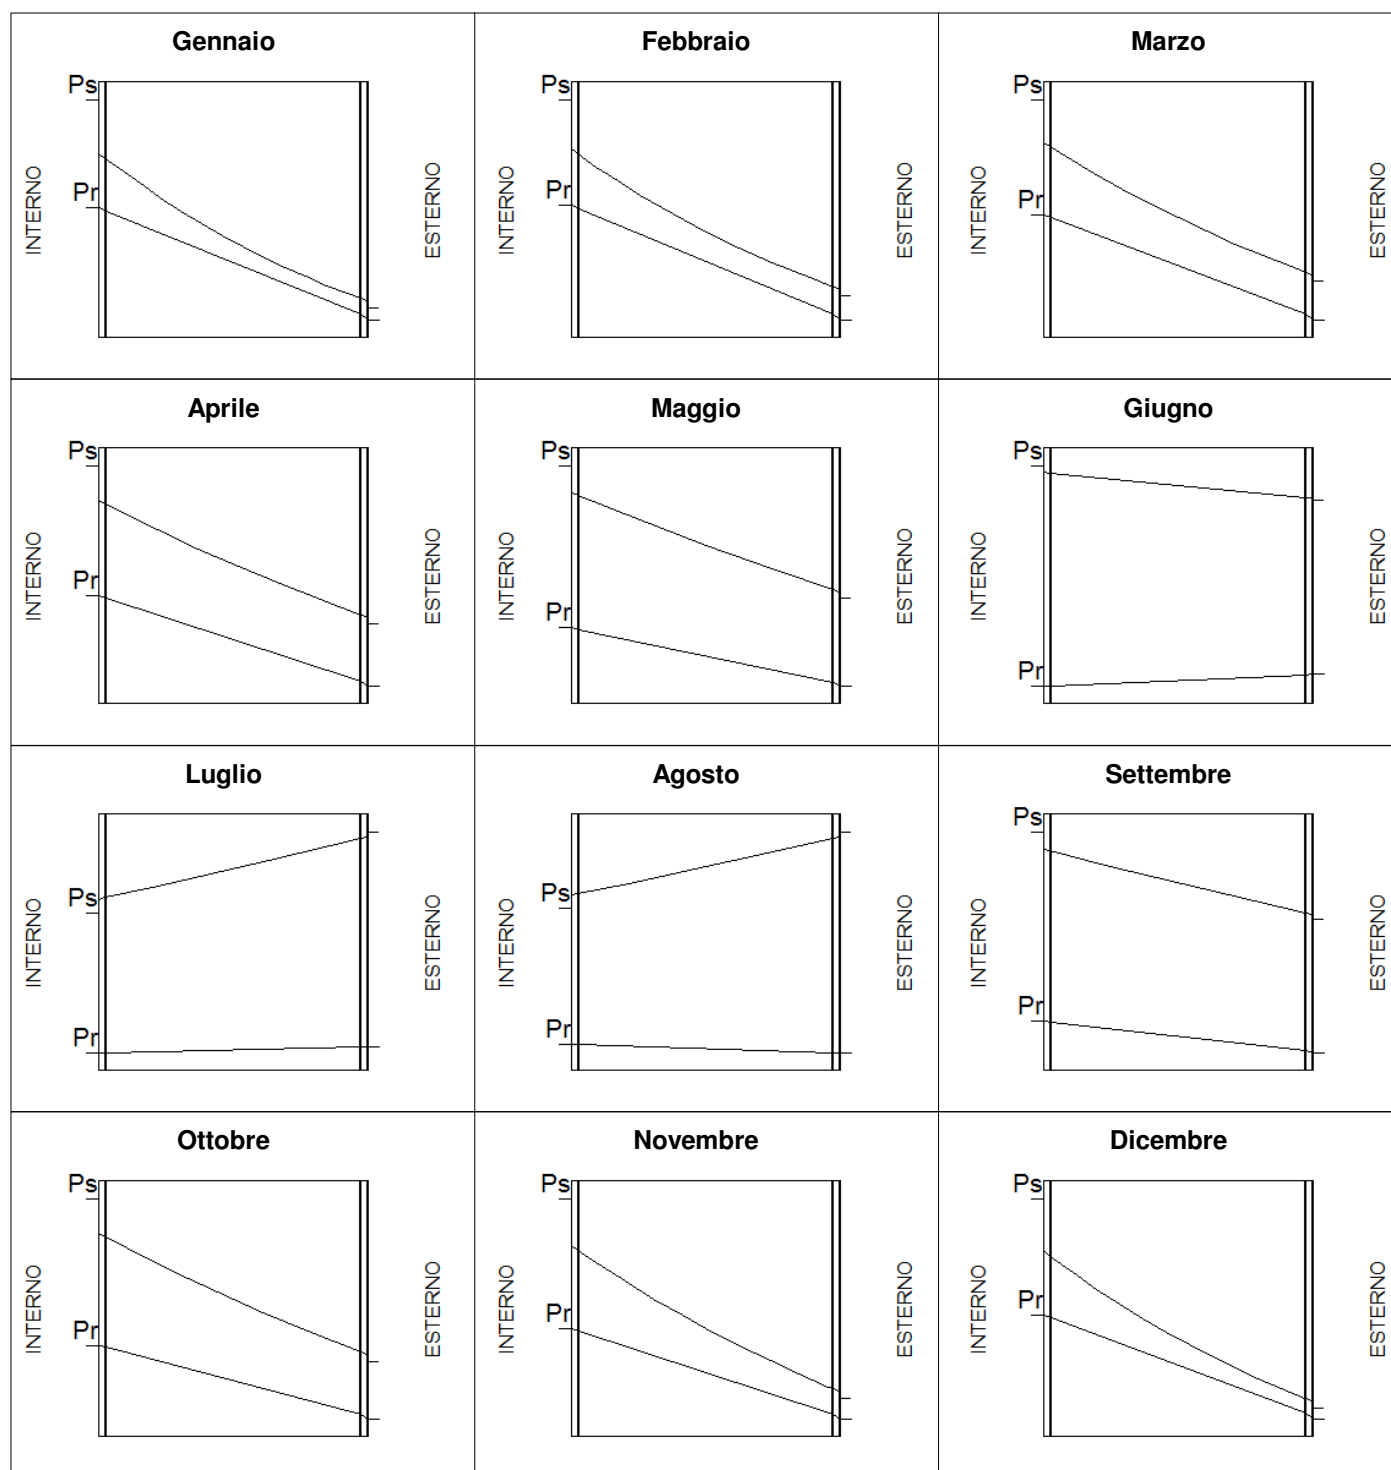 Gennaio
Ps
Pr
INTERNO
ESTERNO
Febbraio
Ps
Pr
INTERNO
ESTERNO
Marzo
Ps
Pr
INTERNO
ESTERNO
Aprile
Ps
Pr
INTERNO
ESTERNO
Maggio
Ps
Pr
INTERNO
ESTERNO
Giugno
Ps
Pr
INTERNO
ESTERNO
Luglio
Ps
Pr
INTERNO
ESTERNO
Agosto
Ps
Pr
INTERNO
ESTERNO
Settembre
Ps
Pr
INTERNO
ESTERNO
Ottobre
Ps
Pr
INTERNO
ESTERNO
Novembre
Ps
Pr
INTERNO
ESTERNO
Dicembre
Ps
Pr
INTERNO
ESTERNO